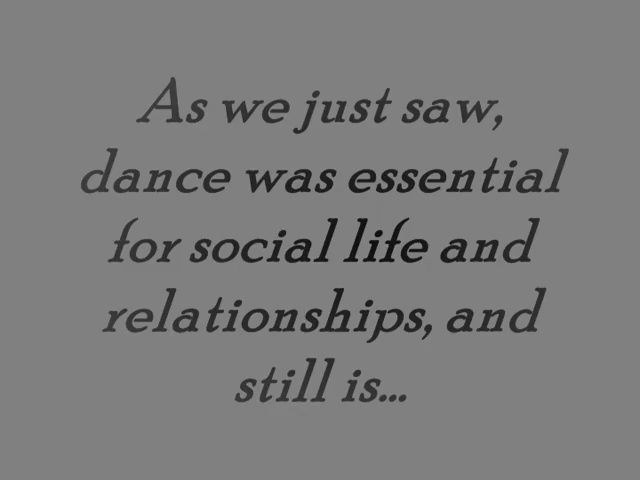 As we just saw,
dance was essential
for social life and
relationships, and
still is...